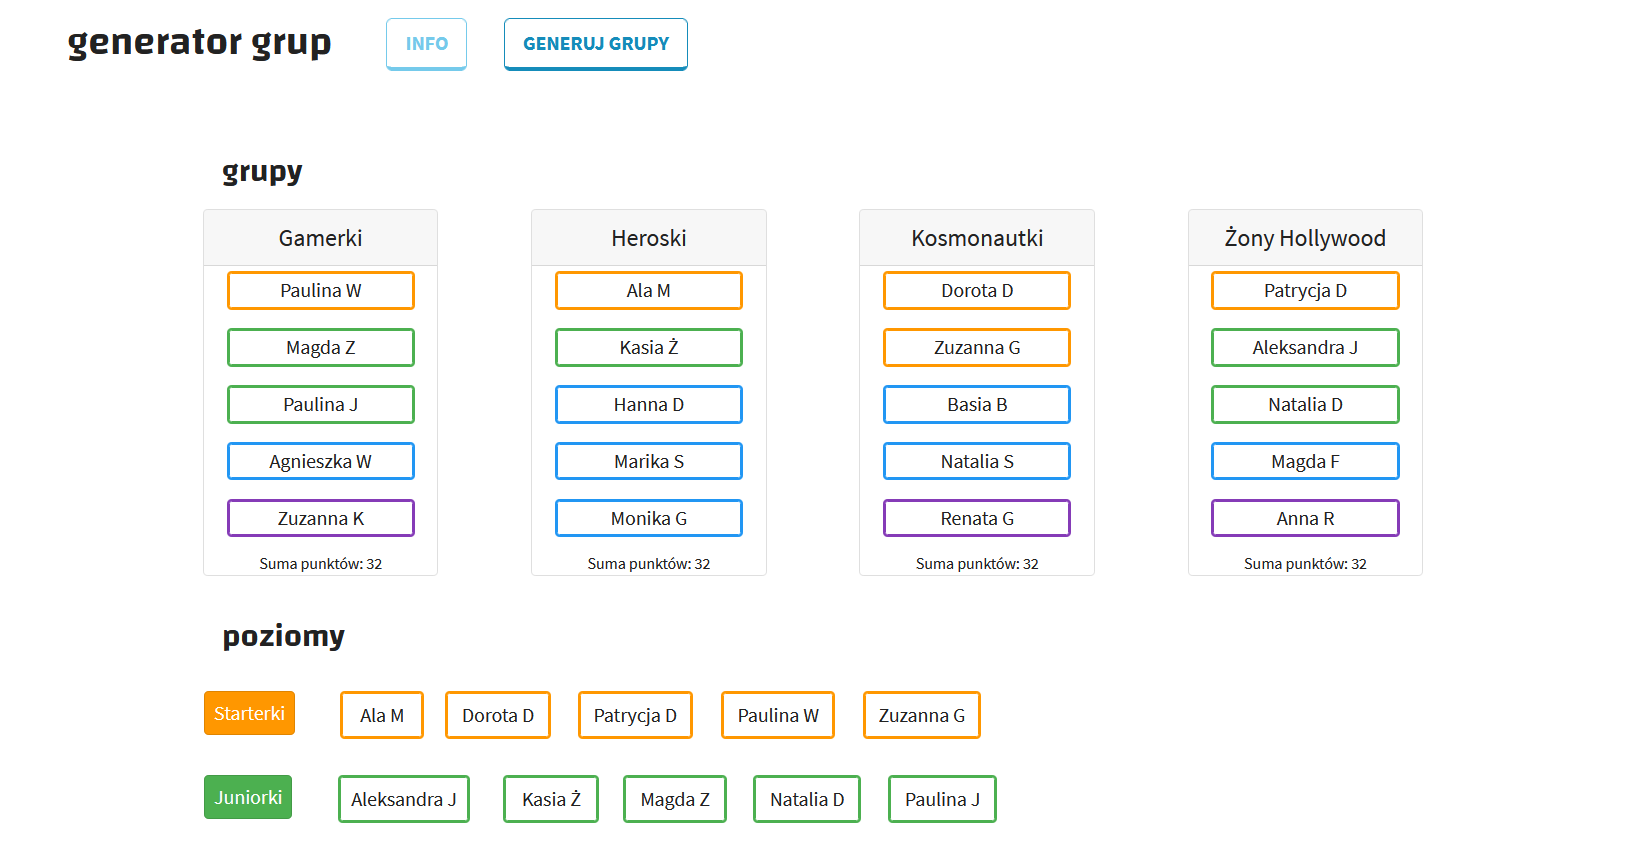 generator grup INFO GENERUJ GRUPY
grupy
Gamerki
Paulina W
Magda Z
Paulina J
Agnieszka W
Zuzanna K
Suma punktów: 32
Heroski
Ala M
Kasia Ż
Hanna D
Marika S
Monika G
Suma punktów: 32
Kosmonautki
Dorota D
Zuzanna G
Basia B
Natalia S
Renata G
Suma punktów: 32
Żony Hollywood
Patrycja D
Aleksandra J
Natalia D
Magda F
Anna R
Suma punktów: 32
poziomy
Starterki Ala M Dorota D Patrycja D Paulina W Zuzanna G
Juniorki Aleksandra J Kasia Ż Magda Z Natalia D Paulina J